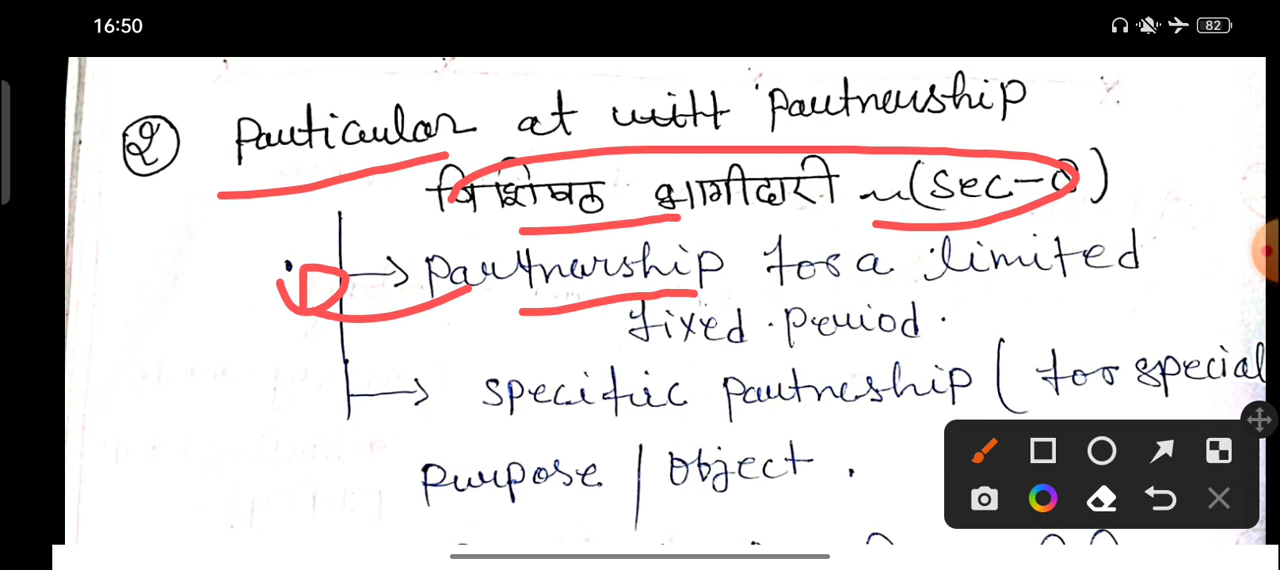 16:50
82
② Particular at will Partnership
विशिष्ठ भागीदारी (Sec-8)
→ Partnership for a limited
fixed period.
→ specific partneship (for special
purpose / object.